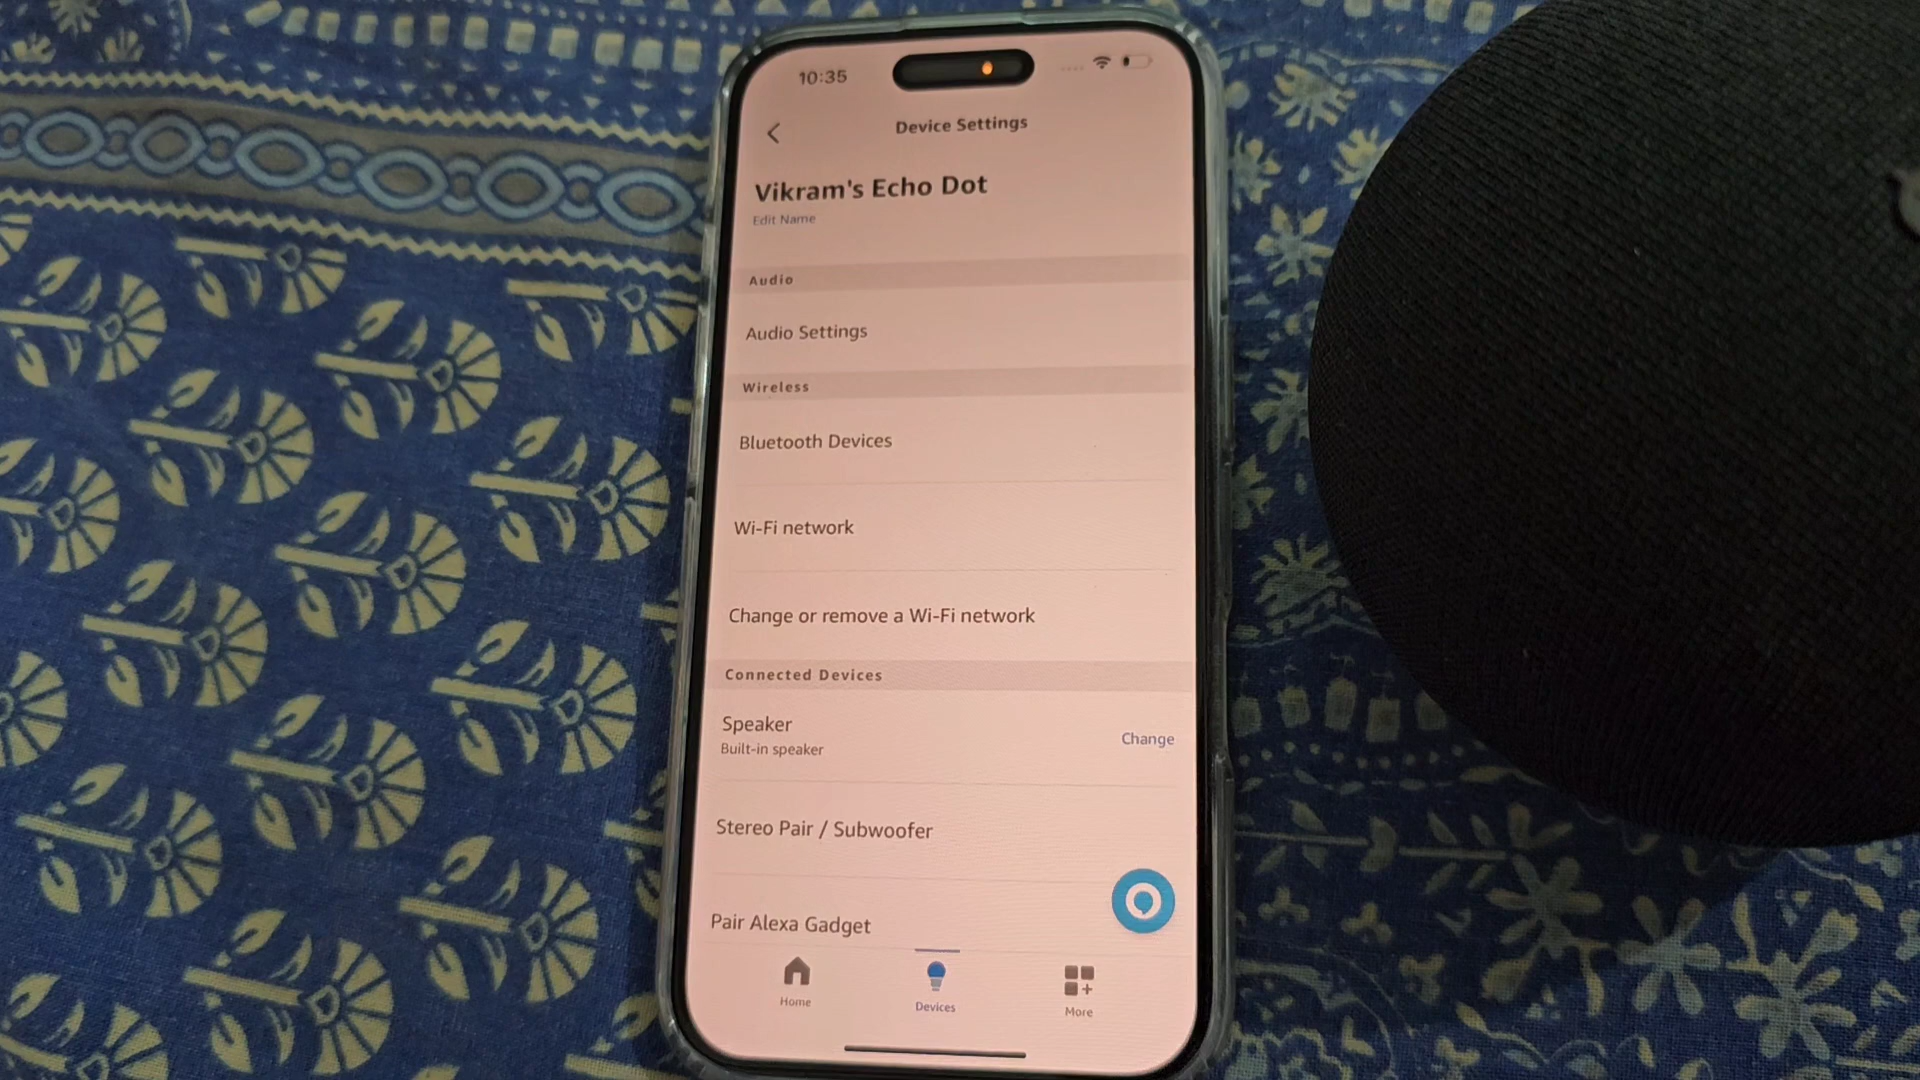 10:35
Device Settings
Vikram's Echo Dot
Edit Name
Audio
Audio Settings
Wireless
Bluetooth Devices
Wi-Fi network
Change or remove a Wi-Fi network
Connected Devices
Speaker
Built-in speaker
Change
Stereo Pair / Subwoofer
Pair Alexa Gadget
Home
Devices
More